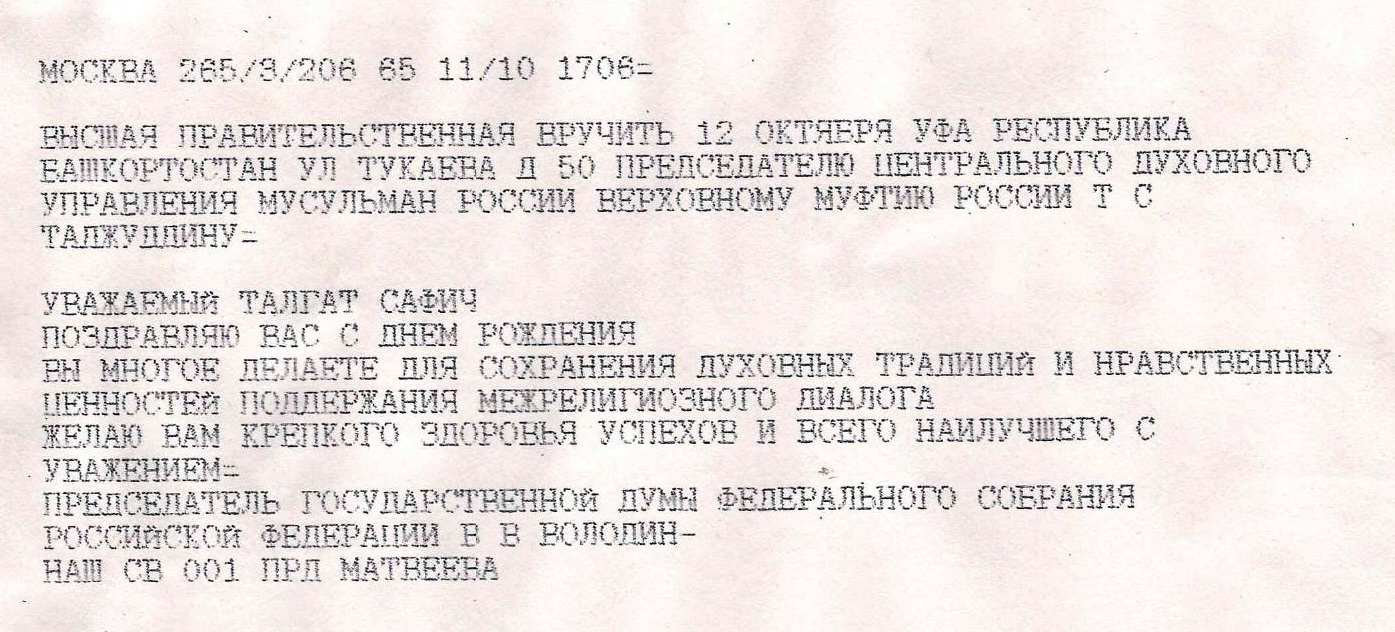 МОСКВА 265/3/206 65 11/10 1706=
ВЫСШАЯ ПРАВИТЕЛЬСТВЕННАЯ ВРУЧИТЬ 12 ОКТЯБРЯ УФА РЕСПУБЛИКА
БАШКОРТОСТАН УЛ ТУКАЕВА Д 50 ПРЕДСЕДАТЕЛЮ ЦЕНТРАЛЬНОГО ДУХОВНОГО
УПРАВЛЕНИЯ МУСУЛЬМАН РОССИИ ВЕРХОВНОМУ МУФТИЮ РОССИИ Т С
ТАДЖУДДИНУ=
УВАЖАЕМЫЙ ТАЛГАТ САФИЧ
ПОЗДРАВЛЯЮ ВАС С ДНЕМ РОЖДЕНИЯ
ВЫ МНОГОЕ ДЕЛАЕТЕ ДЛЯ СОХРАНЕНИЯ ДУХОВНЫХ ТРАДИЦИЙ И НРАВСТВЕННЫХ
ЦЕННОСТЕЙ ПОДДЕРЖАНИЯ МЕЖРЕЛИГИОЗНОГО ДИАЛОГА
ЖЕЛАЮ ВАМ КРЕПКОГО ЗДОРОВЬЯ УСПЕХОВ И ВСЕГО НАИЛУЧШЕГО С
УВАЖЕНИЕМ=
ПРЕДСЕДАТЕЛЬ ГОСУДАРСТВЕННОЙ ДУМЫ ФЕДЕРАЛЬНОГО СОБРАНИЯ
РОССИЙСКОЙ ФЕДЕРАЦИИ В В ВОЛОДИН-
НАШ СВ 001 ПРД МАТВЕЕВА